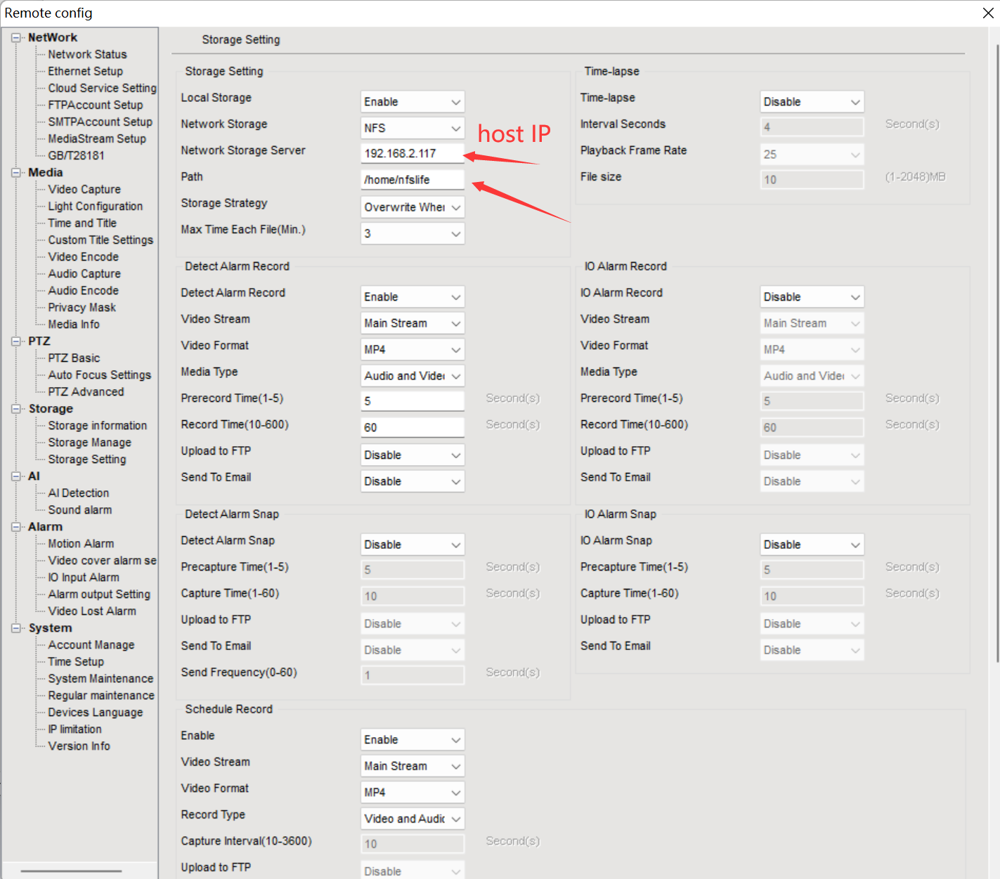 Remote config
NetWork
Network Status
Ethernet Setup
Cloud Service Setting
FTPAccount Setup
SMTPAccount Setup
MediaStream Setup
GB/T28181
Media
Video Capture
Light Configuration
Time and Title
Custom Title Settings
Video Encode
Audio Capture
Audio Encode
Privacy Mask
Media Info
PTZ
PTZ Basic
Auto Focus Settings
PTZ Advanced
Storage
Storage information
Storage Manage
Storage Setting
AI
AI Detection
Sound alarm
Alarm
Motion Alarm
Video cover alarm se
IO Input Alarm
Alarm output Setting
Video Lost Alarm
System
Account Manage
Time Setup
System Maintenance
Regular maintenance
Devices Language
IP limitation
Version Info
Storage Setting
Storage Setting
Local Storage Enable
Network Storage NFS
host IP
Network Storage Server 192.168.2.117
Path /home/nfslife
Storage Strategy Overwrite Wher
Max Time Each File(Min.) 3
Time-lapse
Time-lapse Disable
Interval Seconds 4 Second(s)
Playback Frame Rate 25
File size 10 (1-2048)MB
Detect Alarm Record
Detect Alarm Record Enable
Video Stream Main Stream
Video Format MP4
Media Type Audio and Video
Prerecord Time(1-5) 5 Second(s)
Record Time(10-600) 60 Second(s)
Upload to FTP Disable
Send To Email Disable
IO Alarm Record
IO Alarm Record Disable
Video Stream Main Stream
Video Format MP4
Media Type Audio and Video
Prerecord Time(1-5) 5 Second(s)
Record Time(10-600) 60 Second(s)
Upload to FTP Disable
Send To Email Disable
Detect Alarm Snap
Detect Alarm Snap Disable
Precapture Time(1-5) 5 Second(s)
Capture Time(1-60) 10 Second(s)
Upload to FTP Disable
Send To Email Disable
Send Frequency(0-60) 1 Second(s)
IO Alarm Snap
IO Alarm Snap Disable
Precapture Time(1-5) 5 Second(s)
Capture Time(1-60) 10 Second(s)
Upload to FTP Disable
Send To Email Disable
Schedule Record
Enable Enable
Video Stream Main Stream
Video Format MP4
Record Type Video and Audio
Capture Interval(10-3600) 10 Second(s)
Upload to FTP Disable